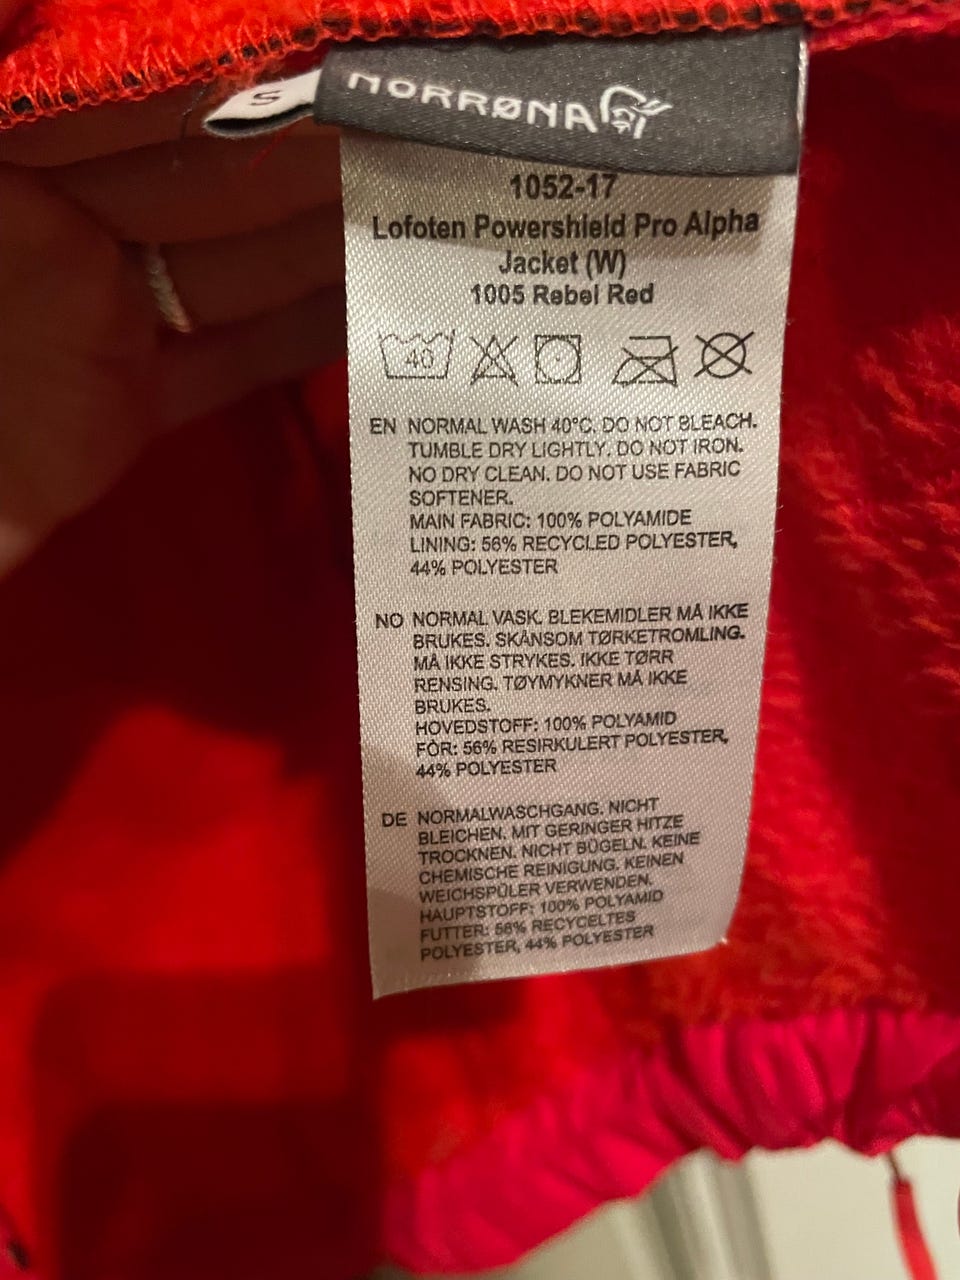 S
NORRØNA
1052-17
Lofoten Powershield Pro Alpha
Jacket (W)
1005 Rebel Red
40
EN NORMAL WASH 40°C. DO NOT BLEACH.
TUMBLE DRY LIGHTLY. DO NOT IRON.
NO DRY CLEAN. DO NOT USE FABRIC
SOFTENER.
MAIN FABRIC: 100% POLYAMIDE
LINING: 56% RECYCLED POLYESTER,
44% POLYESTER
NO NORMAL VASK. BLEKEMIDLER MÅ IKKE
BRUKES. SKÅNSOM TØRKETROMLING.
MÅ IKKE STRYKES. IKKE TØRR
RENSING. TØYMYKNER MÅ IKKE
BRUKES.
HOVEDSTOFF: 100% POLYAMID
FÒR: 56% RESIRKULERT POLYESTER,
44% POLYESTER
DE NORMALWASCHGANG. NICHT
BLEICHEN. MIT GERINGER HITZE
TROCKNEN. NICHT BÜGELN. KEINE
CHEMISCHE REINIGUNG. KEINEN
WEICHSPÜLER VERWENDEN.
HAUPTSTOFF: 100% POLYAMID
FUTTER: 56% RECYCELTES
POLYESTER, 44% POLYESTER